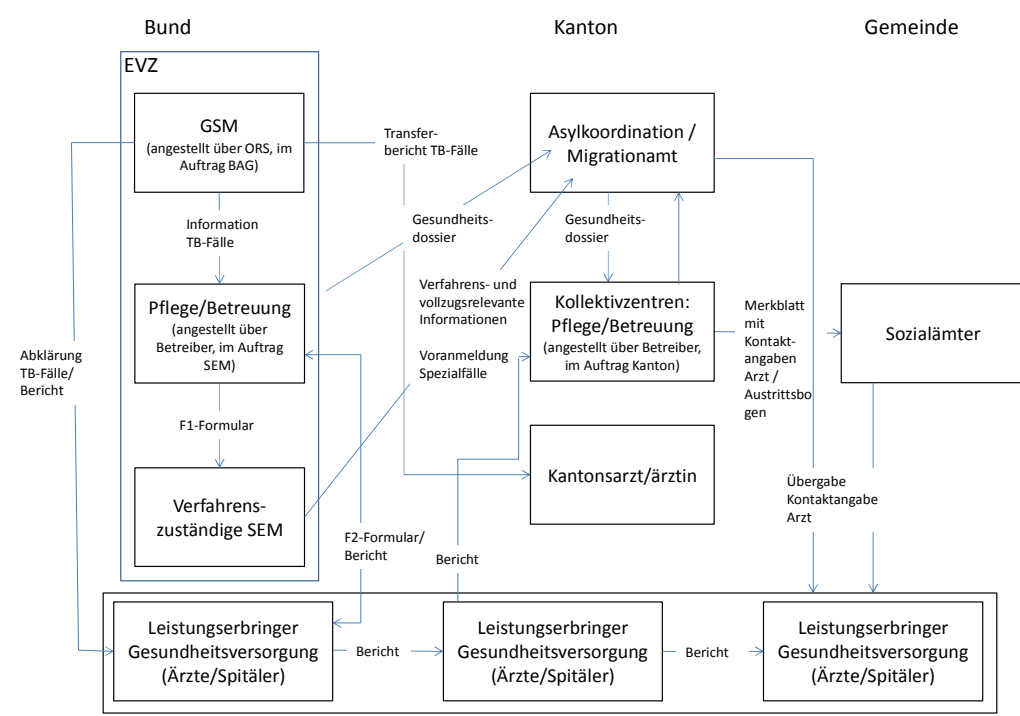 Bund
Kanton
Gemeinde
EVZ
GSM
(angestellt über ORS, im
Auftrag BAG)
Transfer-
bericht TB-Fälle
Asylkoordination /
Migrationamt
Information
TB-Fälle
Gesundheits-
dossier
Gesundheits-
dossier
Pflege/Betreuung
(angestellt über
Betreiber, im Auftrag
SEM)
Verfahrens- und
vollzugsrelevante
Informationen
Voranmeldung
Spezialfälle
Kollektivzentren:
Pflege/Betreuung
(angestellt über Betreiber,
im Auftrag Kanton)
Merkblatt
mit
Kontakt-
angaben
Arzt /
Austrittsbo
gen
Sozialämter
Abklärung
TB-Fälle/
Bericht
F1-Formular
Verfahrens-
zuständige SEM
Kantonsarzt/ärztin
Übergabe
Kontaktangabe
Arzt
F2-Formular/
Bericht
Bericht
Leistungserbringer
Gesundheitsversorgung
(Ärzte/Spitäler)
Bericht
Leistungserbringer
Gesundheitsversorgung
(Ärzte/Spitäler)
Bericht
Leistungserbringer
Gesundheitsversorgung
(Ärzte/Spitäler)